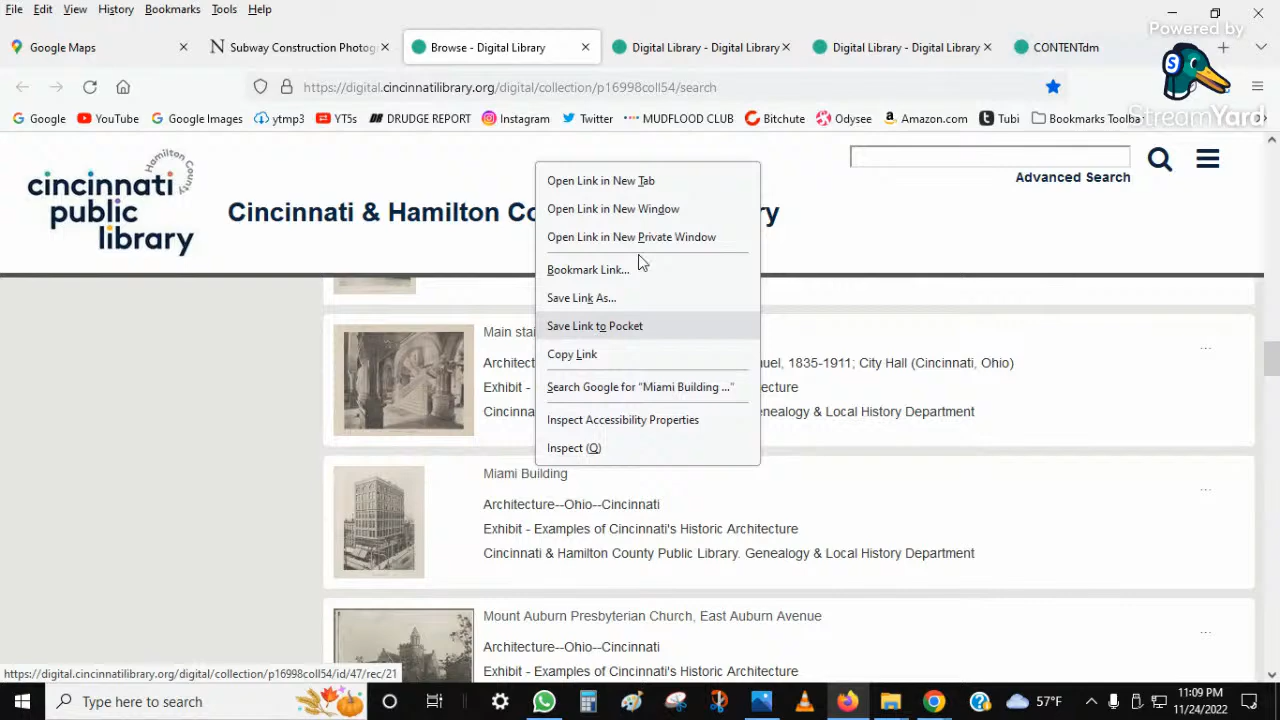 File Edit View History Bookmarks Tools Help
Powered by
Google Maps
Subway Construction Photog
Browse - Digital Library
Digital Library - Digital Library
Digital Library - Digital Library
CONTENTdm
S
https://digital.cincinnatilibrary.org/digital/collection/p16998coll54/search
StreamYard
Google YouTube Google Images ytmp3 YT5s DRUDGE REPORT Instagram Twitter MUDFLOOD CLUB Bitchute Odysee Amazon.com Tubi Bookmarks Toolba
Hamilton County
cincinnati
public
library
Cincinnati & Hamilton Co
Advanced Search
Open Link in New Tab
Open Link in New Window
Open Link in New Private Window
Bookmark Link...
Save Link As...
Save Link to Pocket
Copy Link
Search Google for “Miami Building ...”
Inspect Accessibility Properties
Inspect (Q)
Main stai
...
Architect
uel, 1835-1911; City Hall (Cincinnati, Ohio)
Exhibit -
ecture
Cincinn
enealogy & Local History Department
Miami Building
...
Architecture--Ohio--Cincinnati
Exhibit - Examples of Cincinnati's Historic Architecture
Cincinnati & Hamilton County Public Library. Genealogy & Local History Department
Mount Auburn Presbyterian Church, East Auburn Avenue
...
Architecture--Ohio--Cincinnati
Exhibit - Examples of Cincinnati's Historic Architecture
https://digital.cincinnatilibrary.org/digital/collection/p16998coll54/id/47/rec/21
Type here to search
57°F
11:09 PM
11/24/2022